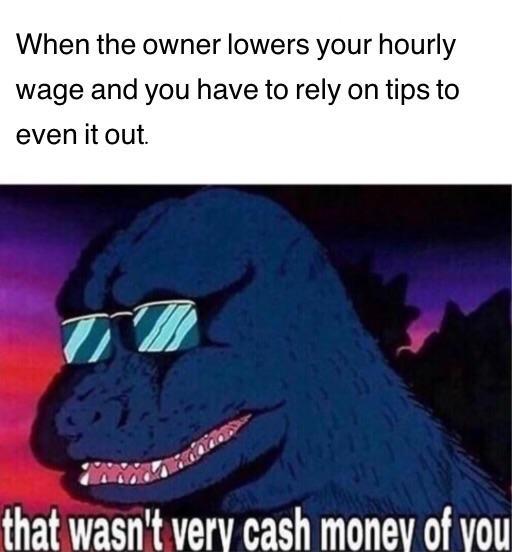 When the owner lowers your hourly
wage and you have to rely on tips to
even it out.
that wasn't very cash money of you